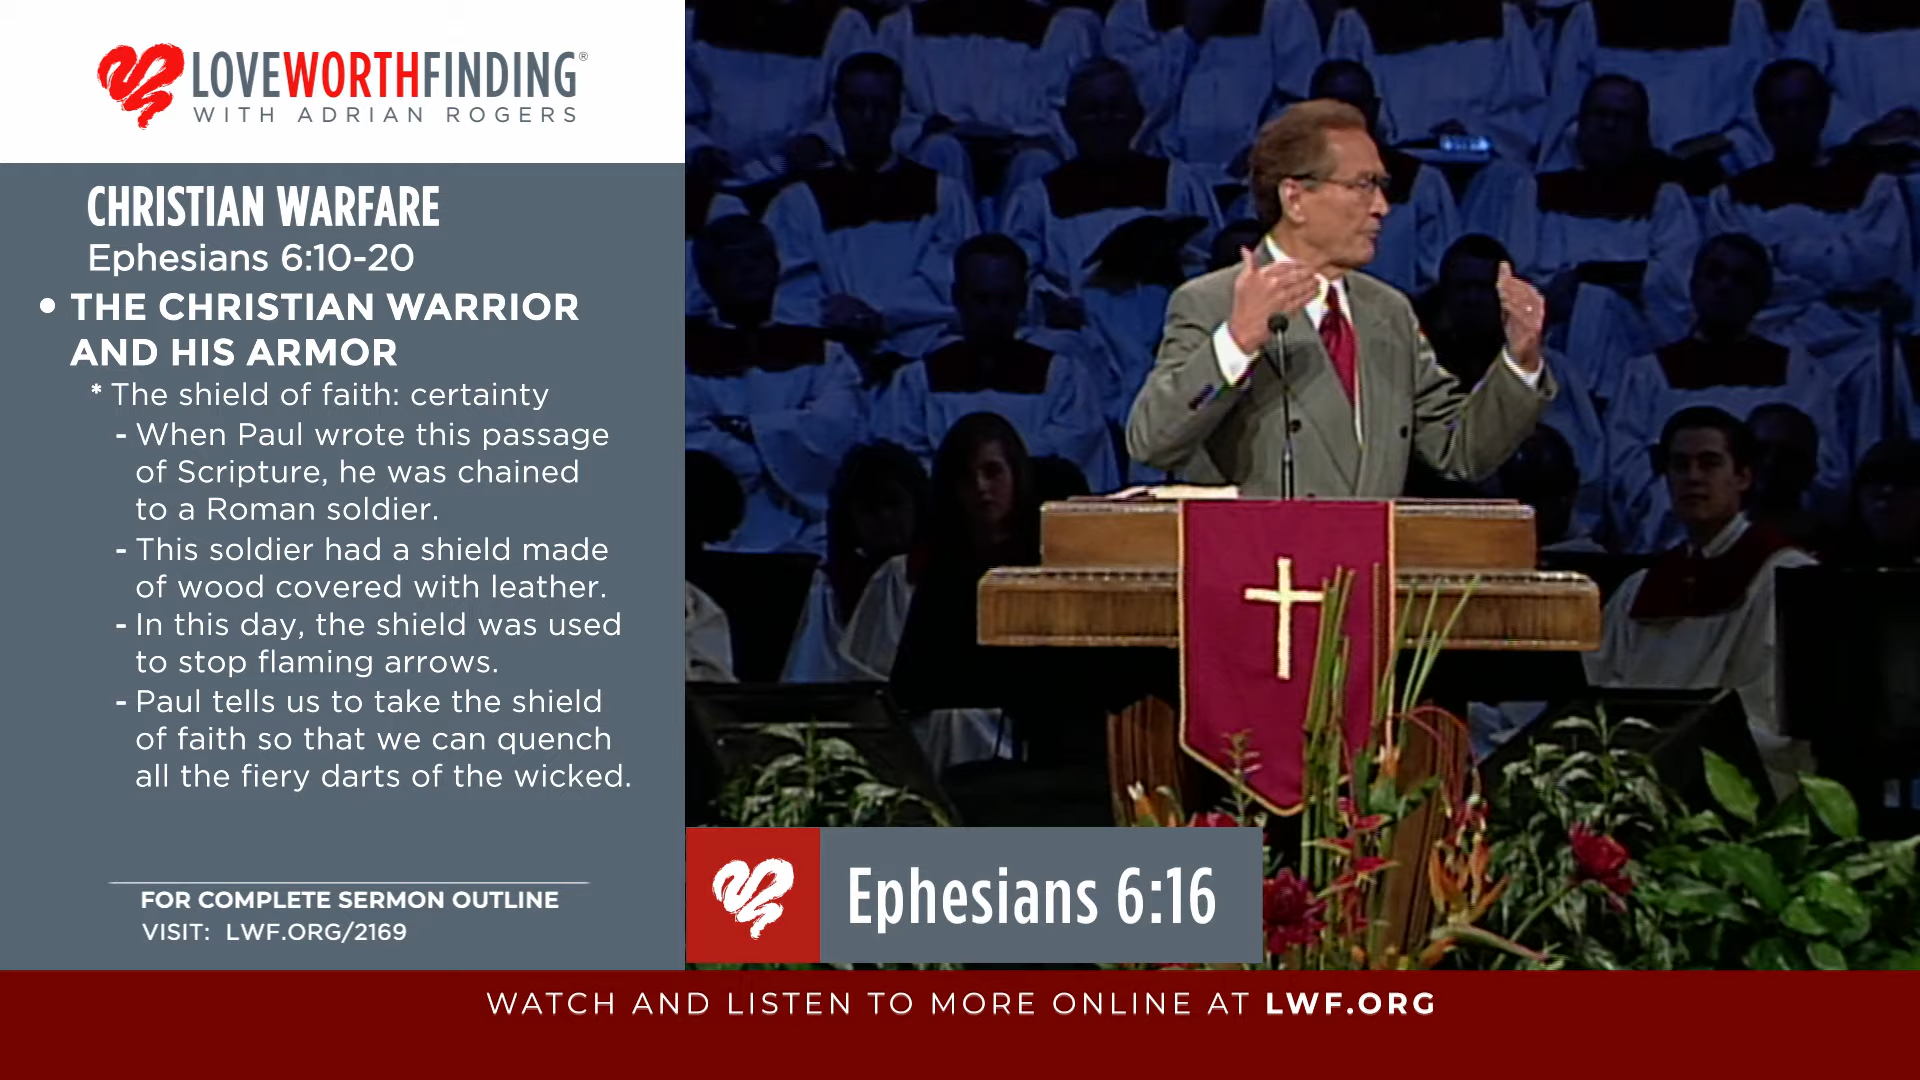 LOVEWORTHFINDING®
WITH ADRIAN ROGERS
CHRISTIAN WARFARE
Ephesians 6:10-20
• THE CHRISTIAN WARRIOR
AND HIS ARMOR
* The shield of faith: certainty
- When Paul wrote this passage
of Scripture, he was chained
to a Roman soldier.
- This soldier had a shield made
of wood covered with leather.
- In this day, the shield was used
to stop flaming arrows.
- Paul tells us to take the shield
of faith so that we can quench
all the fiery darts of the wicked.
FOR COMPLETE SERMON OUTLINE
VISIT: LWF.ORG/2169
Ephesians 6:16
WATCH AND LISTEN TO MORE ONLINE AT LWF.ORG